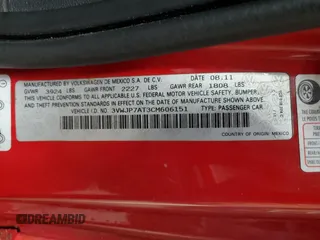 MFD BY VOLKSWAGEN DE MEXICO S.A. DE C.V. DATE 08.11
GVWR 3924 LBS GAWR FRONT 2227 LBS GAWR REAR 1808 LBS
THIS VEHICLE CONFORMS TO ALL APPLICABLE U.S. FEDERAL MOTOR VEHICLE SAFETY, BUMPER,
AND THEFT PREVENTION STANDARDS IN EFFECT ON THE DATE OF MANUFACTURE SHOWN ABOVE.
VEHICLE I.D. NO.: 3VWJP7AT3CM606151 TYPE: PASSENGER CAR
COUNTRY OF ORIGIN: MEXICO
DREAMBID